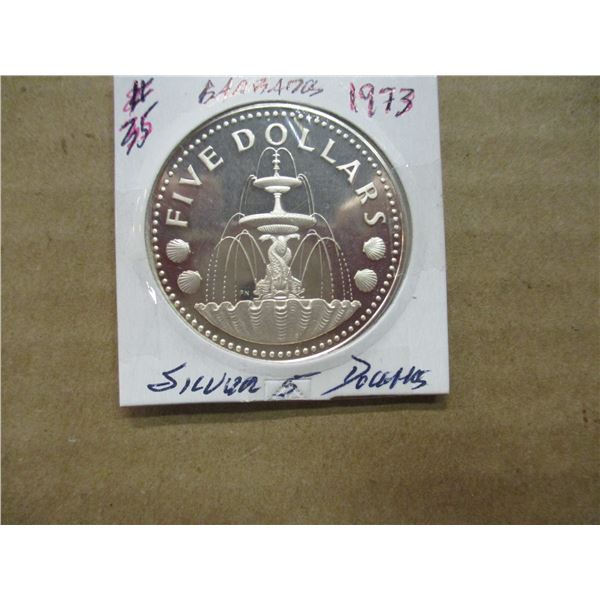 # BARBADOS 1973
35
FIVE DOLLARS
SILVER 5 DOLLARS